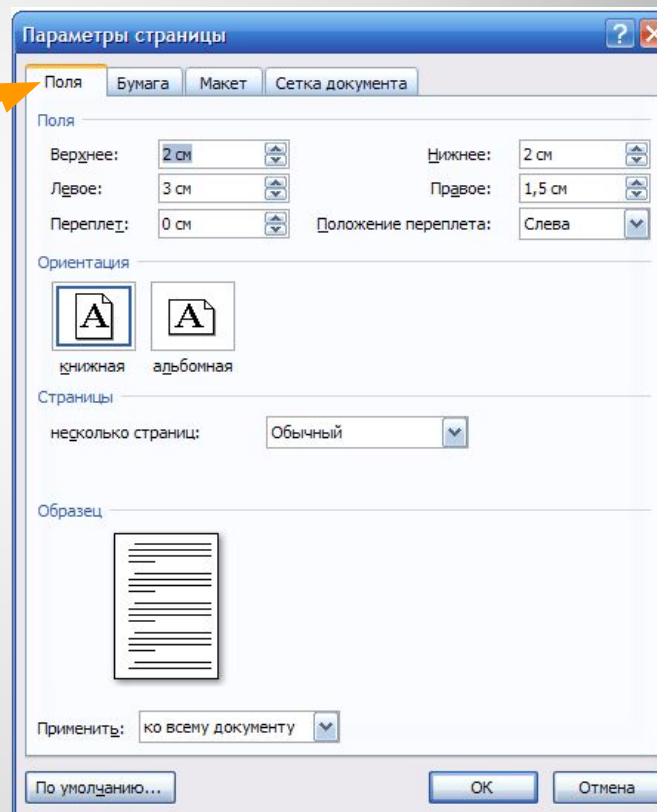 Параметры страницы
Поля Бумага Макет Сетка документа
Поля
Верхнее: 2 см Нижнее: 2 см
Левое: 3 см Правое: 1,5 см
Переплет: 0 см Положение переплета: Слева
Ориентация
A A
книжная альбомная
Страницы
несколько страниц: Обычный
Образец
Применить: ко всему документу
По умолчанию... ОК Отмена